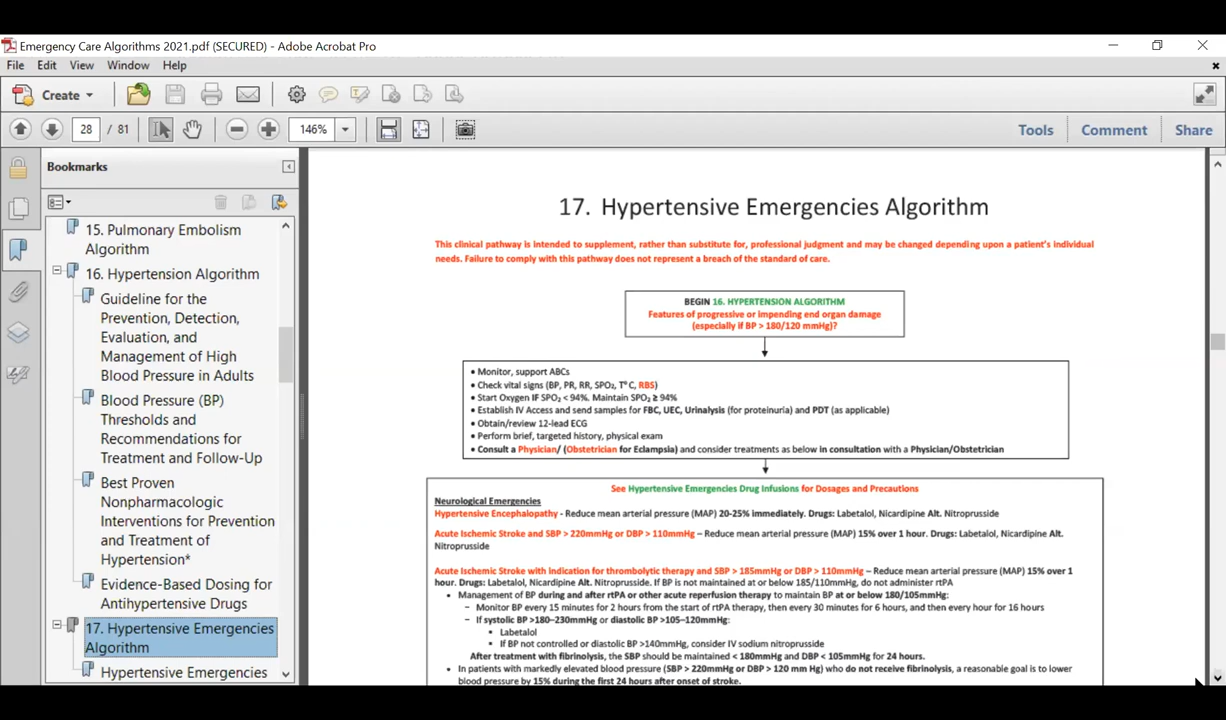 Emergency Care Algorithms 2021.pdf (SECURED) - Adobe Acrobat Pro
File Edit View Window Help
Create
28 / 81 146% Tools Comment Share
Bookmarks
15. Pulmonary Embolism
Algorithm
16. Hypertension Algorithm
Guideline for the
Prevention, Detection,
Evaluation, and
Management of High
Blood Pressure in Adults
Blood Pressure (BP)
Thresholds and
Recommendations for
Treatment and Follow-Up
Best Proven
Nonpharmacologic
Interventions for Prevention
and Treatment of
Hypertension*
Evidence-Based Dosing for
Antihypertensive Drugs
17. Hypertensive Emergencies
Algorithm
Hypertensive Emergencies
17. Hypertensive Emergencies Algorithm
This clinical pathway is intended to supplement, rather than substitute for, professional judgment and may be changed depending upon a patient's individual
needs. Failure to comply with this pathway does not represent a breach of the standard of care.
BEGIN 16. HYPERTENSION ALGORITHM
Features of progressive or impending end organ damage
(especially if BP > 180/120 mmHg)?
• Monitor, support ABCs
• Check vital signs (BP, PR, RR, SPO₂, T° C, RBS)
• Start Oxygen IF SPO₂ < 94%. Maintain SPO₂ ≥ 94%
• Establish IV Access and send samples for FBC, UEC, Urinalysis (for proteinuria) and PDT (as applicable)
• Obtain/review 12-lead ECG
• Perform brief, targeted history, physical exam
• Consult a Physician/ (Obstetrician for Eclampsia) and consider treatments as below in consultation with a Physician/Obstetrician
See Hypertensive Emergencies Drug Infusions for Dosages and Precautions
Neurological Emergencies
Hypertensive Encephalopathy - Reduce mean arterial pressure (MAP) 20-25% immediately. Drugs: Labetalol, Nicardipine Alt. Nitroprusside
Acute Ischemic Stroke and SBP > 220mmHg or DBP > 110mmHg – Reduce mean arterial pressure (MAP) 15% over 1 hour. Drugs: Labetalol, Nicardipine Alt.
Nitroprusside
Acute Ischemic Stroke with indication for thrombolytic therapy and SBP > 185mmHg or DBP > 110mmHg – Reduce mean arterial pressure (MAP) 15% over 1
hour. Drugs: Labetalol, Nicardipine Alt. Nitroprusside. If BP is not maintained at or below 185/110mmHg, do not administer rtPA
• Management of BP during and after rtPA or other acute reperfusion therapy to maintain BP at or below 180/105mmHg:
– Monitor BP every 15 minutes for 2 hours from the start of rtPA therapy, then every 30 minutes for 6 hours, and then every hour for 16 hours
– If systolic BP >180–230mmHg or diastolic BP >105–120mmHg:
• Labetalol
• If BP not controlled or diastolic BP >140mmHg, consider IV sodium nitroprusside
After treatment with fibrinolysis, the SBP should be maintained < 180mmHg and DBP < 105mmHg for 24 hours.
• In patients with markedly elevated blood pressure (SBP > 220mmHg or DBP > 120 mm Hg) who do not receive fibrinolysis, a reasonable goal is to lower
blood pressure by 15% during the first 24 hours after onset of stroke.